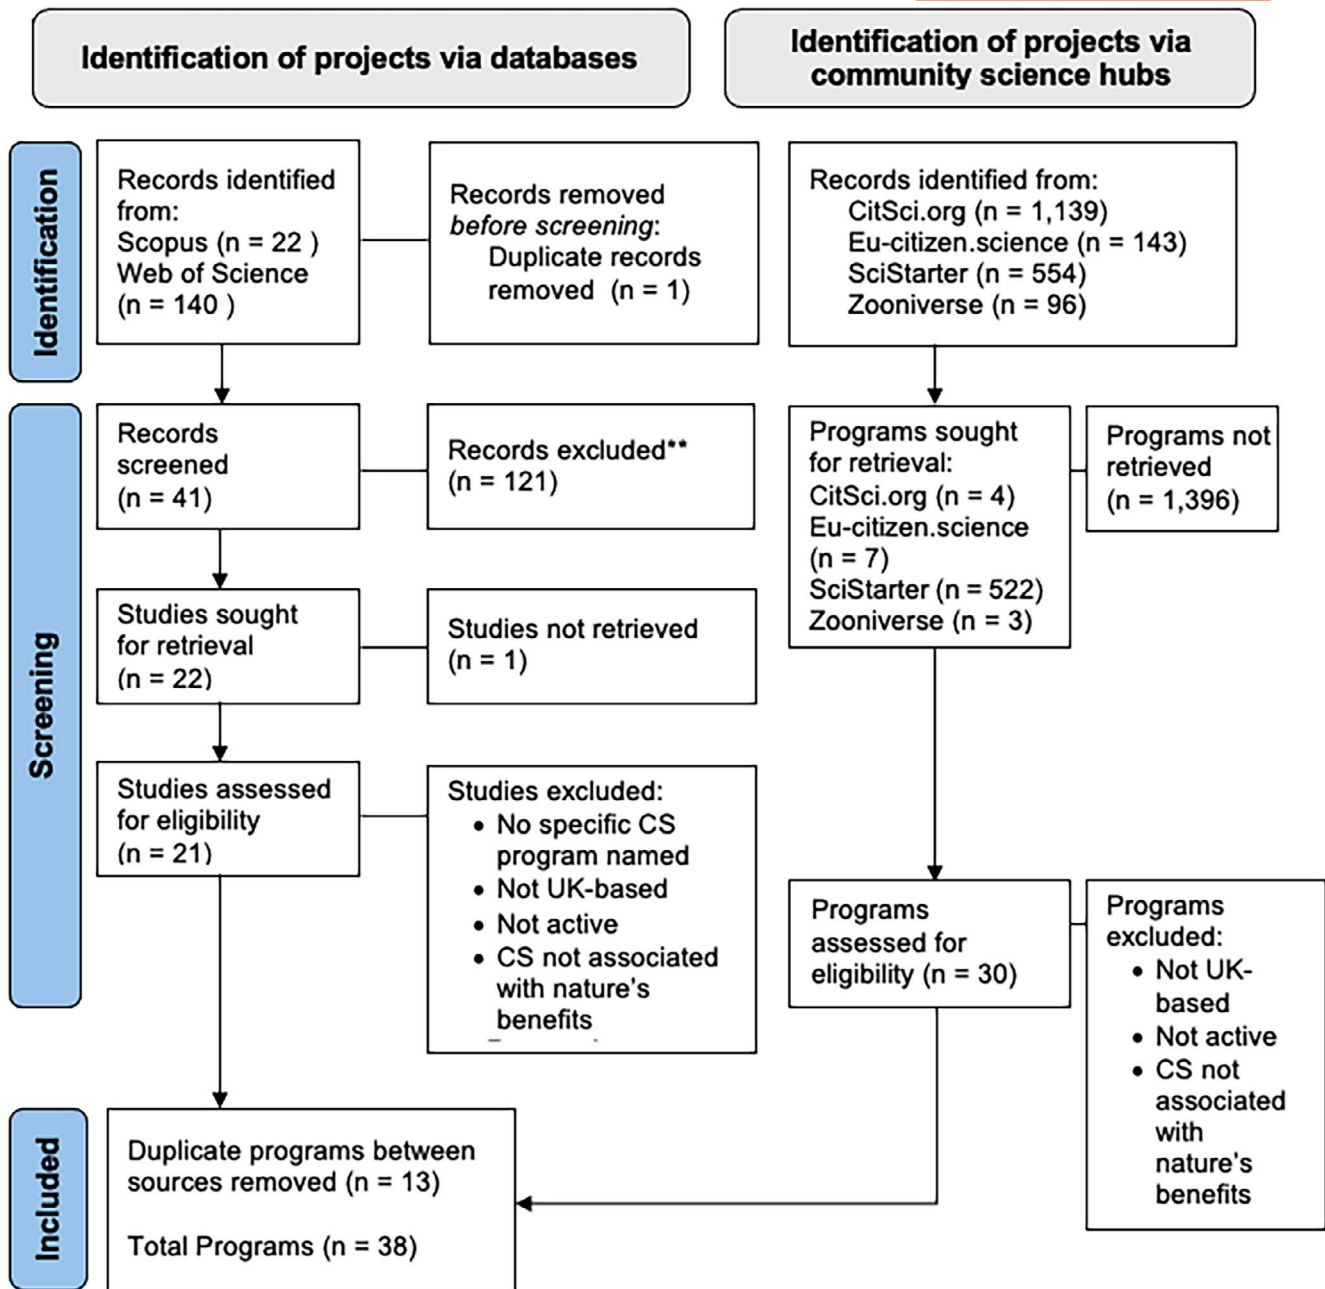 Identification of projects via databases
Identification of projects via
community science hubs
Identification
Records identified
from:
Scopus (n = 22 )
Web of Science
(n = 140 )
Records removed
before screening:
Duplicate records
removed (n = 1)
Records identified from:
CitSci.org (n = 1,139)
Eu-citizen.science (n = 143)
SciStarter (n = 554)
Zooniverse (n = 96)
Screening
Records
screened
(n = 41)
Records excluded**
(n = 121)
Programs sought
for retrieval:
CitSci.org (n = 4)
Eu-citizen.science
(n = 7)
SciStarter (n = 522)
Zooniverse (n = 3)
Programs not
retrieved
(n = 1,396)
Studies sought
for retrieval
(n = 22)
Studies not retrieved
(n = 1)
Studies assessed
for eligibility
(n = 21)
Studies excluded:
• No specific CS
program named
• Not UK-based
• Not active
• CS not associated
with nature's
benefits
Programs
assessed for
eligibility (n = 30)
Programs
excluded:
• Not UK-
based
• Not active
• CS not
associated
with
nature's
benefits
Included
Duplicate programs between
sources removed (n = 13)
Total Programs (n = 38)